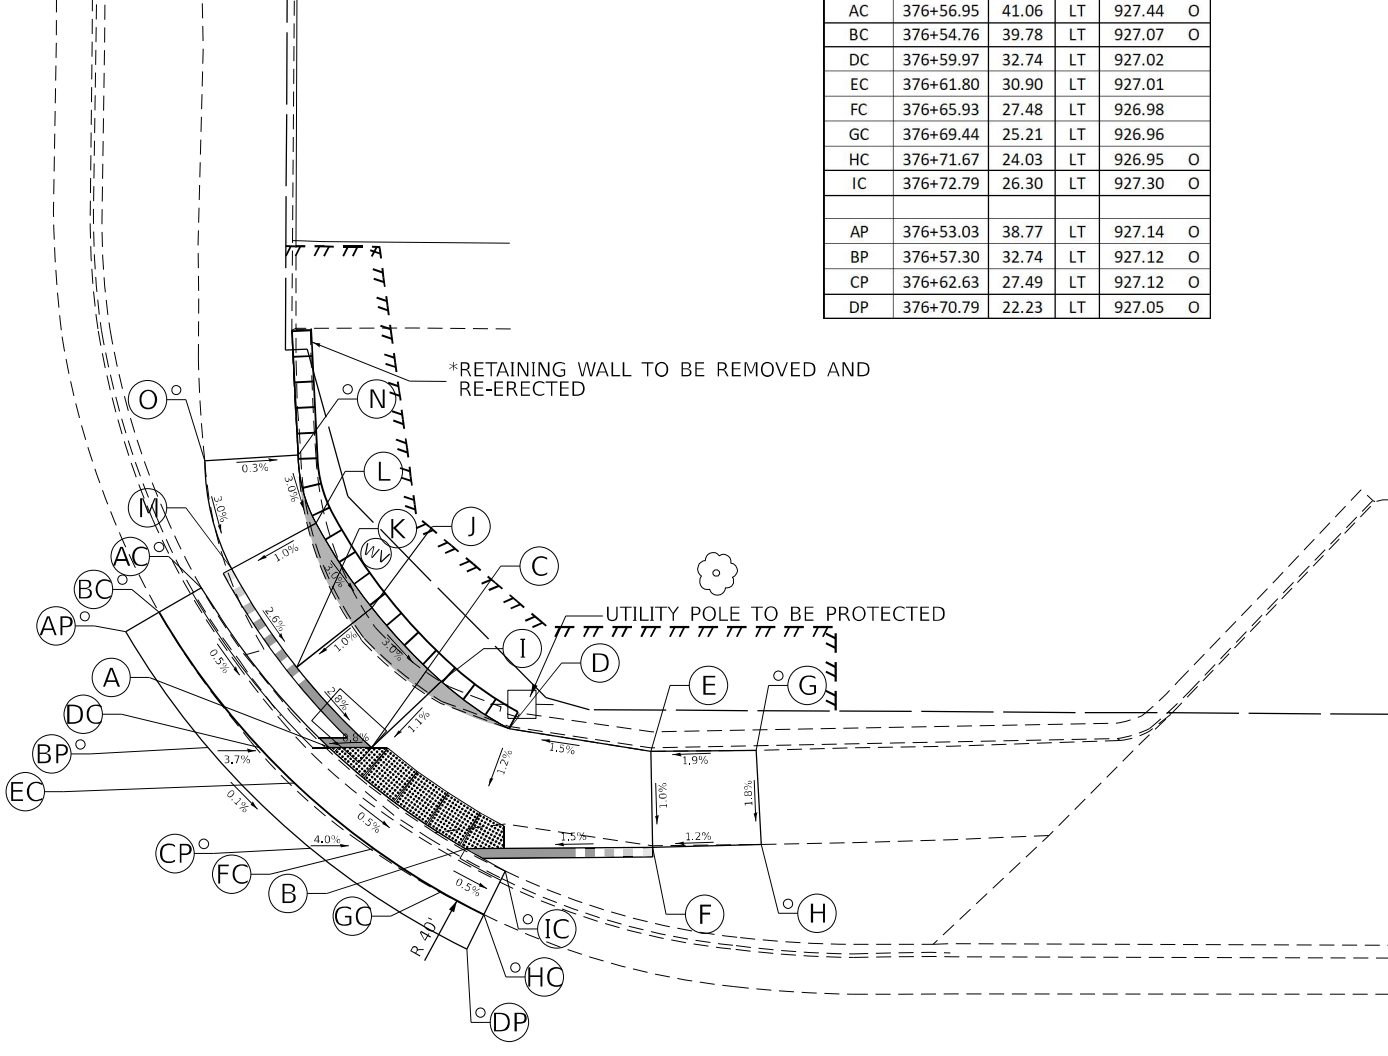 AC 376+56.95 41.06 LT 927.44 O
BC 376+54.76 39.78 LT 927.07 O
DC 376+59.97 32.74 LT 927.02
EC 376+61.80 30.90 LT 927.01
FC 376+65.93 27.48 LT 926.98
GC 376+69.44 25.21 LT 926.96
HC 376+71.67 24.03 LT 926.95 O
IC 376+72.79 26.30 LT 927.30 O
AP 376+53.03 38.77 LT 927.14 O
BP 376+57.30 32.74 LT 927.12 O
CP 376+62.63 27.49 LT 927.12 O
DP 376+70.79 22.23 LT 927.05 O
*RETAINING WALL TO BE REMOVED AND
RE-ERECTED
O
N
0.3%
L
3.0%
3.0%
M
K
J
1.0%
WV
AC
C
3.0%
BC
2.6%
UTILITY POLE TO BE PROTECTED
AP
1.0%
3.0%
I
0.5%
D
A
E
G
2.8%
DC
1.1%
BP
1.5%
3.7%
1.9%
1.2%
EC
0.1%
1.0%
1.8%
0.5%
4.0%
1.5%
1.2%
CP
FC
B
0.5%
GC
F
H
R 40'
IC
HC
DP